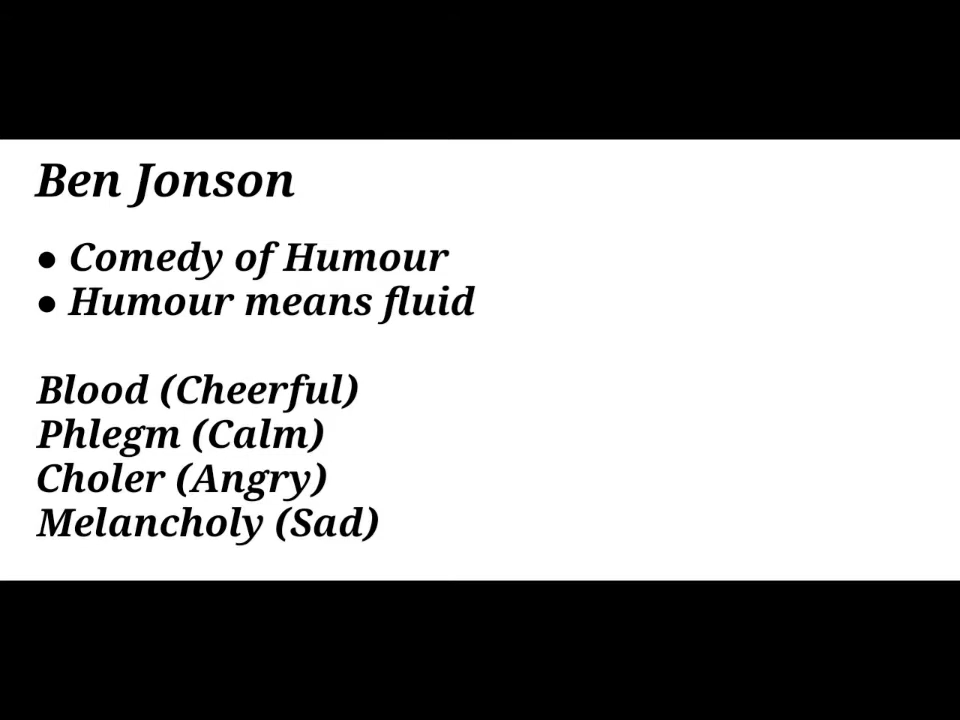 Ben Jonson
● Comedy of Humour
● Humour means fluid
Blood (Cheerful)
Phlegm (Calm)
Choler (Angry)
Melancholy (Sad)